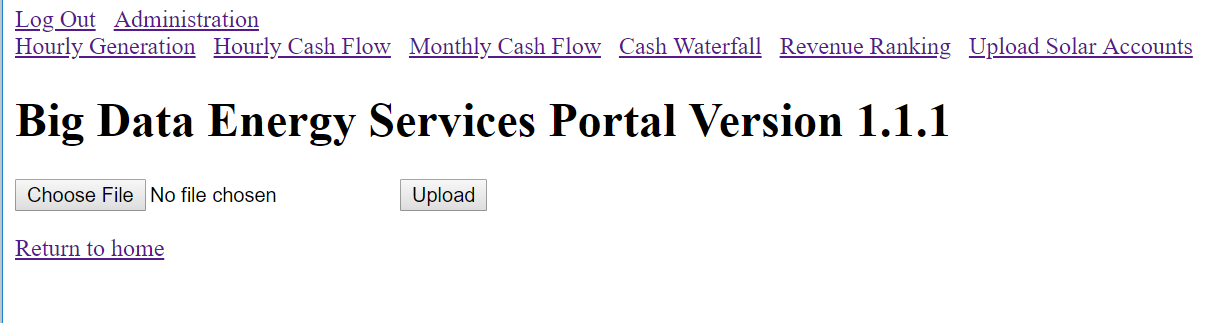 Log Out Administration
Hourly Generation Hourly Cash Flow Monthly Cash Flow Cash Waterfall Revenue Ranking Upload Solar Accounts
Big Data Energy Services Portal Version 1.1.1
Choose File No file chosen Upload
Return to home